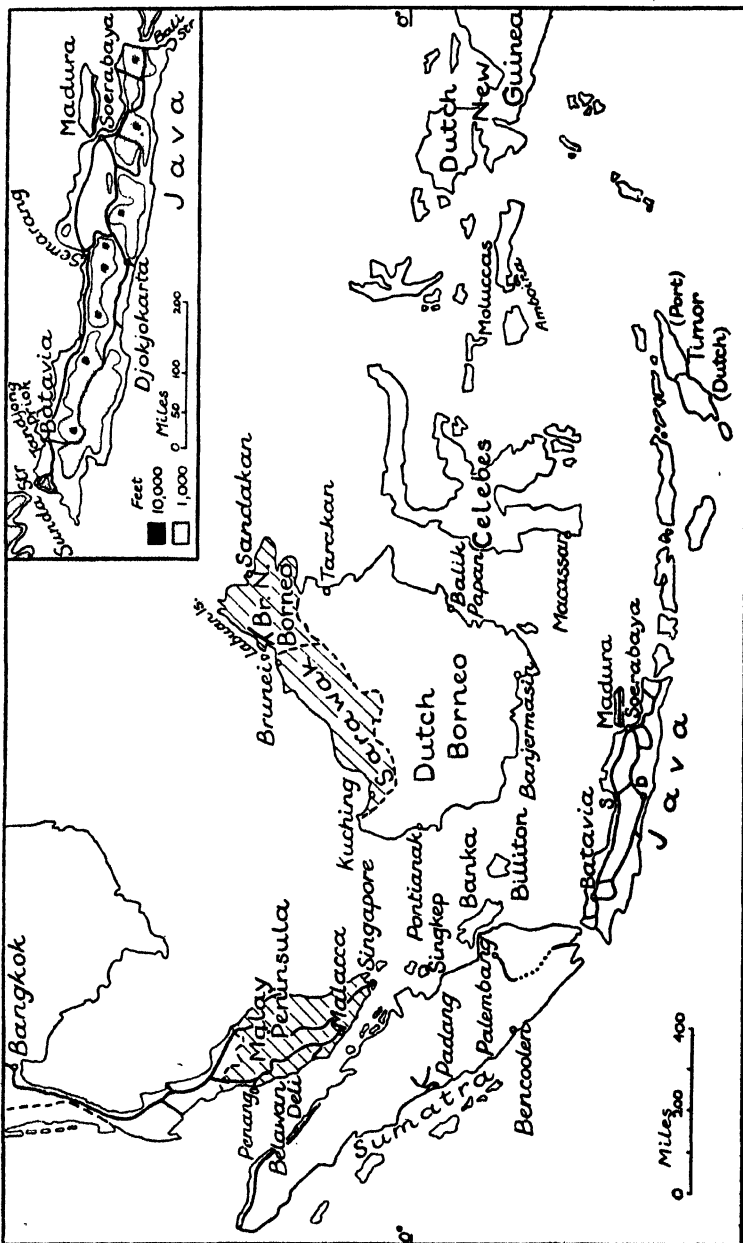 Madura
Soerabaya
Bali
Str
Semarang
Java
Tandjong
Priok
Batavia
Djokjokarta
Sunda Str
0 50 100 200
Miles
Feet
10,000
1,000
0°
Dutch
New
Guinea
Bangkok
Labuan Is.
Sandakan
Brunei
Br. N.
Borneo
Tarakan
Sarawak
Kuching
Malay
Peninsula
Penang
Belawan
Deli
Malacca
Singapore
Dutch
Borneo
Pontianak
Singkep
Banka
Billiton
Banjermasin
Balik
Papan
Celebes
Macassar
Moluccas
Amboina
Padang
Palembang
Sumatra
Bencoolen
Batavia
S
D
Madura
Soerabaya
Java
(Port)
Timor
(Dutch)
0°
Miles
0 200 400